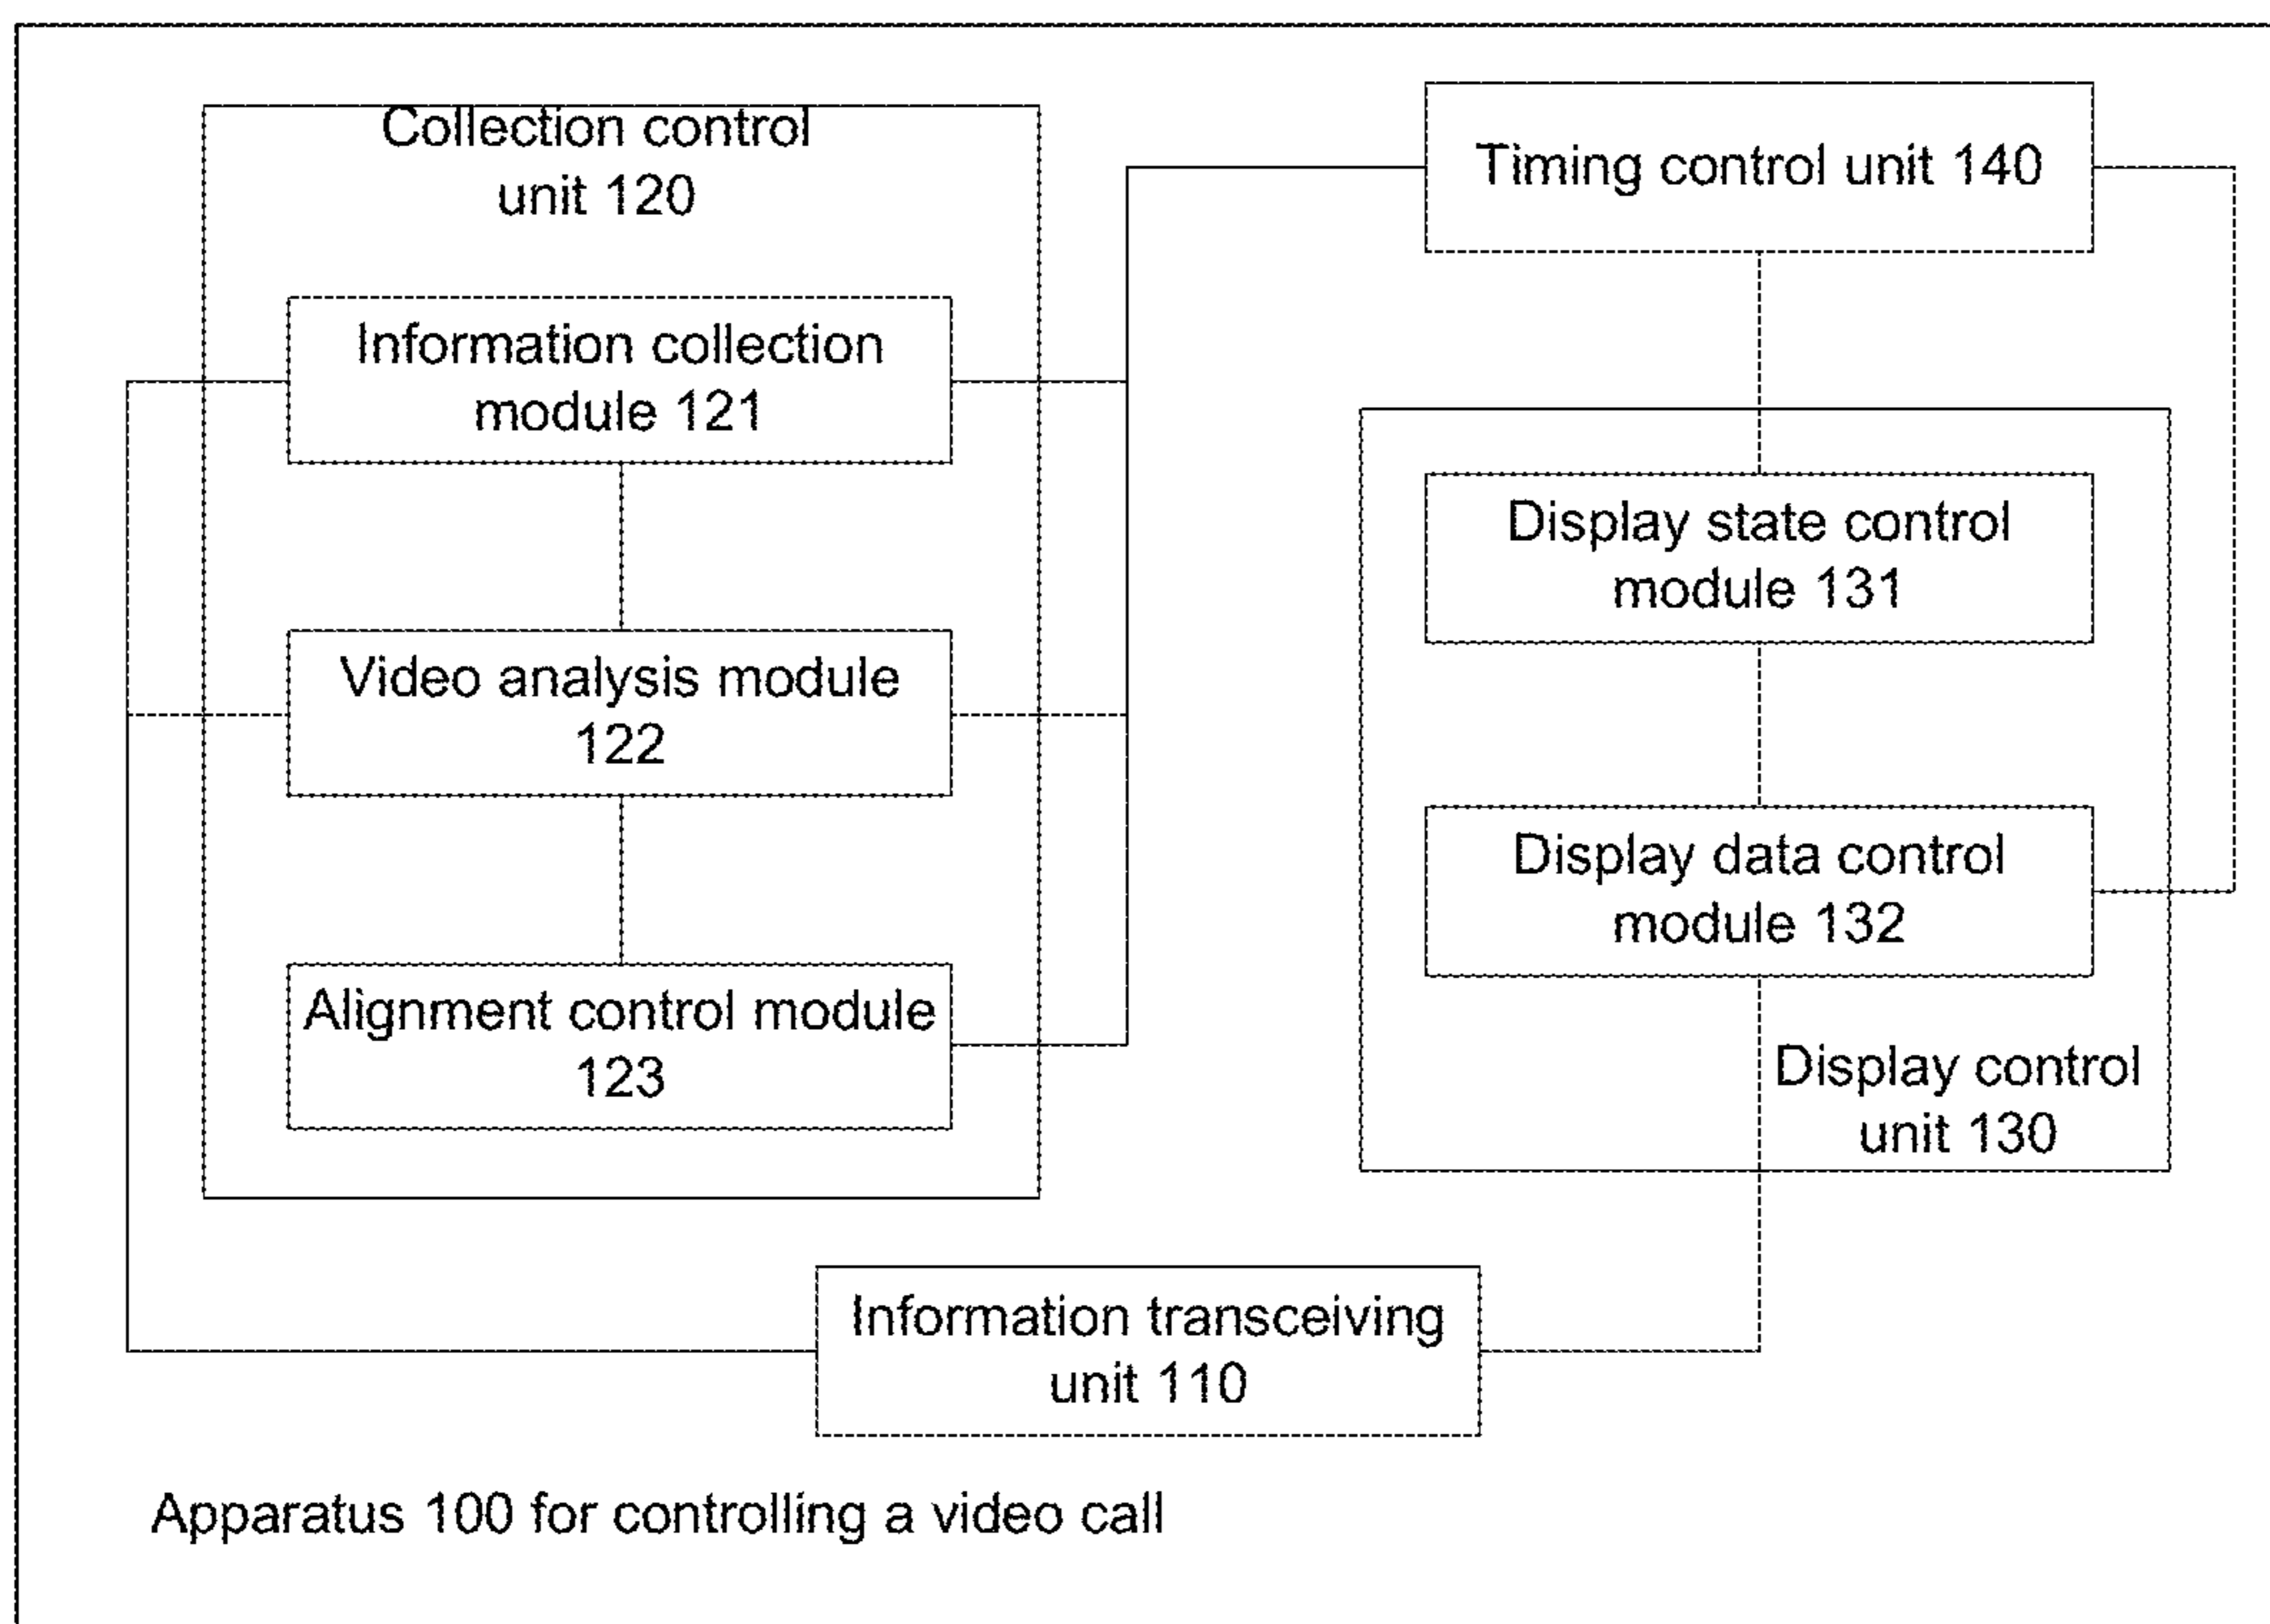 Collection control
unit 120
Information collection
module 121
Video analysis module
122
Alignment control module
123
Timing control unit 140
Display state control
module 131
Display data control
module 132
Display control
unit 130
Information transceiving
unit 110
Apparatus 100 for controlling a video call